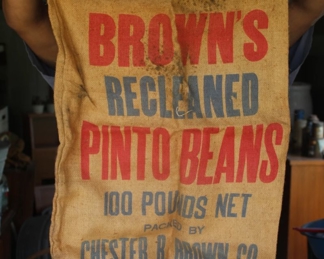 BROWN'S
RECLEANED
PINTO BEANS
100 POUNDS NET
PACKED BY
CHESTER B. BROWN CO.